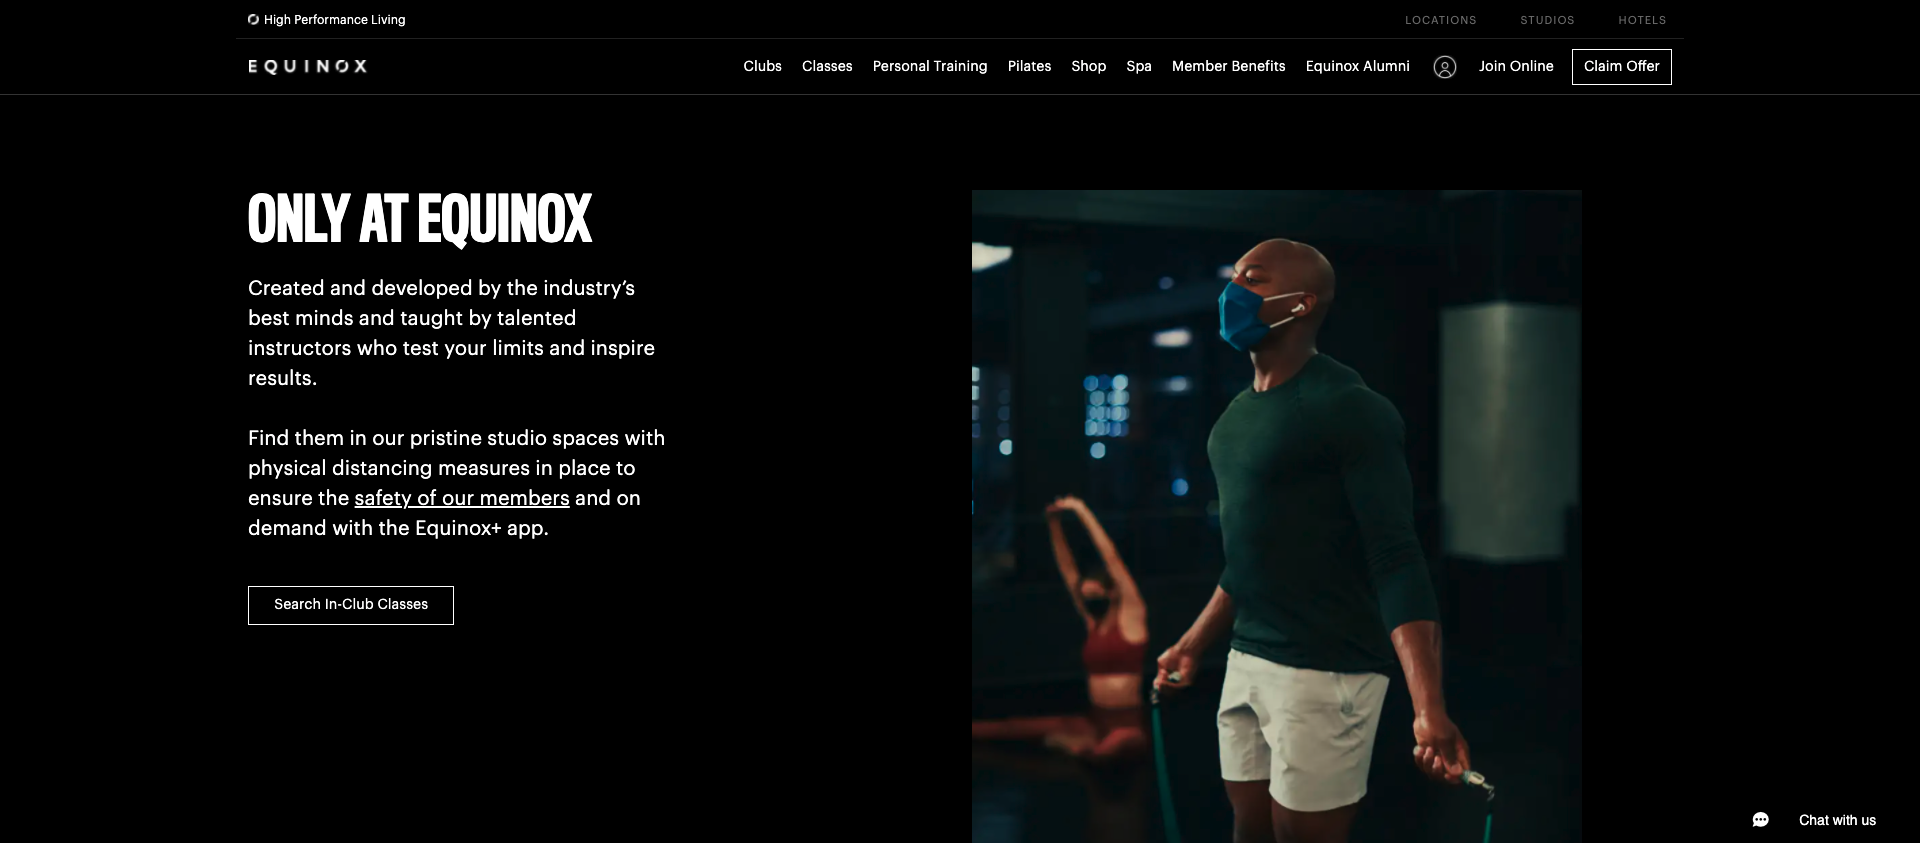 High Performance Living
LOCATIONS STUDIOS HOTELS
EQUINOX
Clubs Classes Personal Training Pilates Shop Spa Member Benefits Equinox Alumni Join Online Claim Offer
ONLY AT EQUINOX
Created and developed by the industry’s
best minds and taught by talented
instructors who test your limits and inspire
results.
Find them in our pristine studio spaces with
physical distancing measures in place to
ensure the safety of our members and on
demand with the Equinox+ app.
Search In-Club Classes
Chat with us